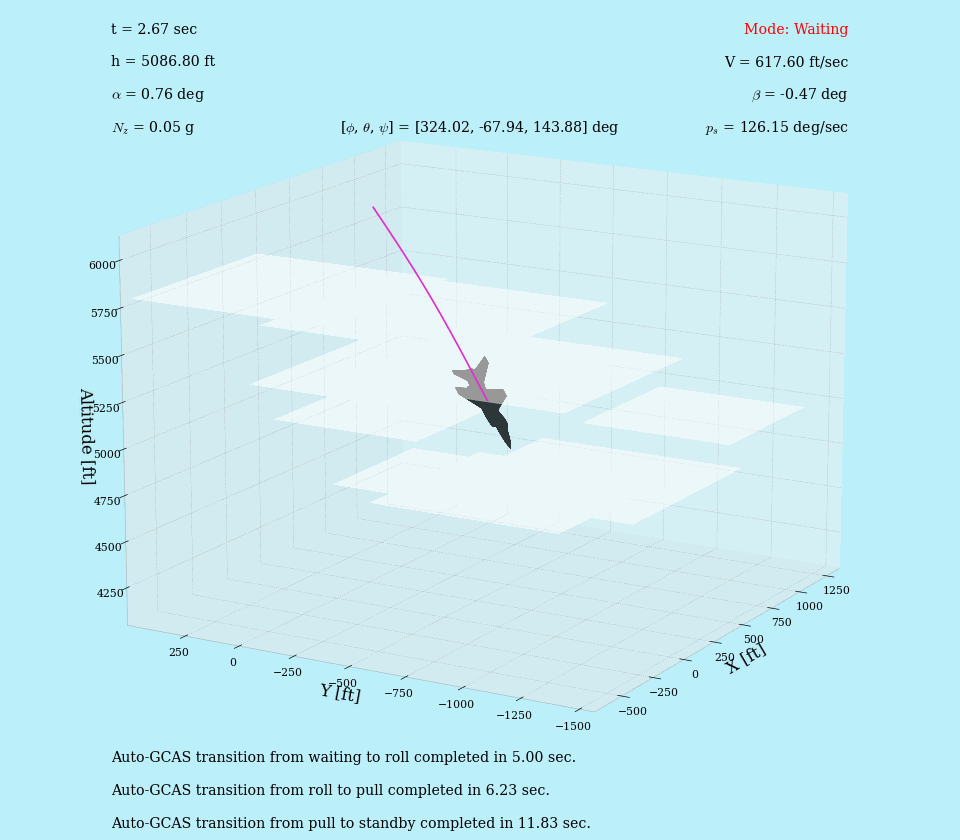 t = 2.67 sec
Mode: Waiting
h = 5086.80 ft
V = 617.60 ft/sec
α = 0.76 deg
β = -0.47 deg
N_z = 0.05 g
[ϕ, θ, ψ] = [324.02, -67.94, 143.88] deg
p_s = 126.15 deg/sec
6000
5750
5500
5250
5000
4750
4500
4250
Altitude [ft]
250
0
−250
−500
−750
−1000
−1250
−1500
Y [ft]
−500
−250
0
250
500
750
1000
1250
X [ft]
Auto-GCAS transition from waiting to roll completed in 5.00 sec.
Auto-GCAS transition from roll to pull completed in 6.23 sec.
Auto-GCAS transition from pull to standby completed in 11.83 sec.